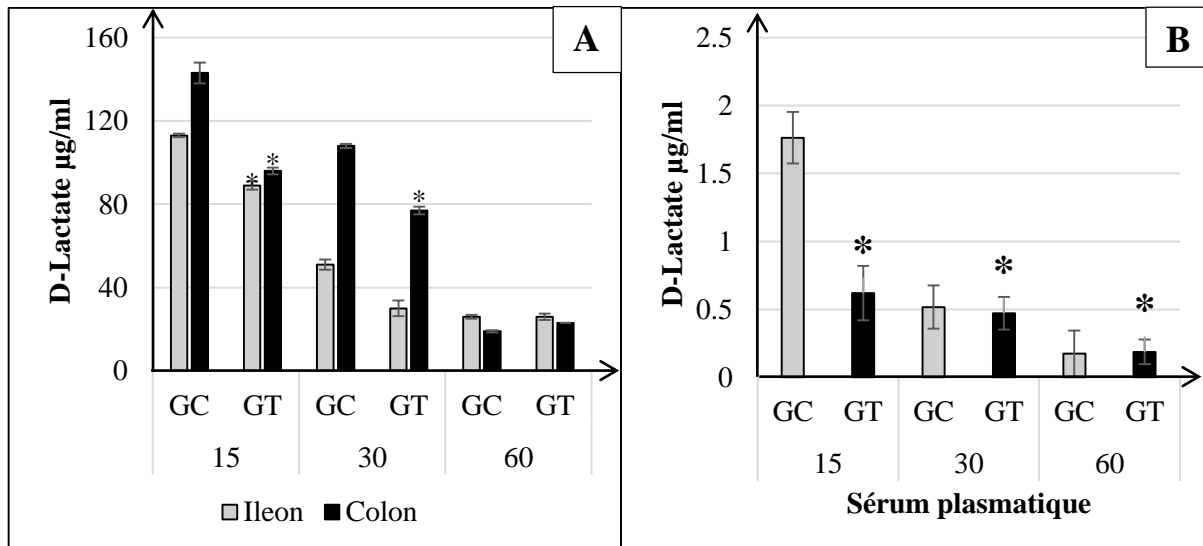 A
D-Lactate µg/ml
160
120
80
40
0
* * *
GC GT GC GT GC GT
15 30 60
Ileon Colon
B
D-Lactate µg/ml
2.5
2
1.5
1
0.5
0
* * *
GC GT GC GT GC GT
15 30 60
Sérum plasmatique